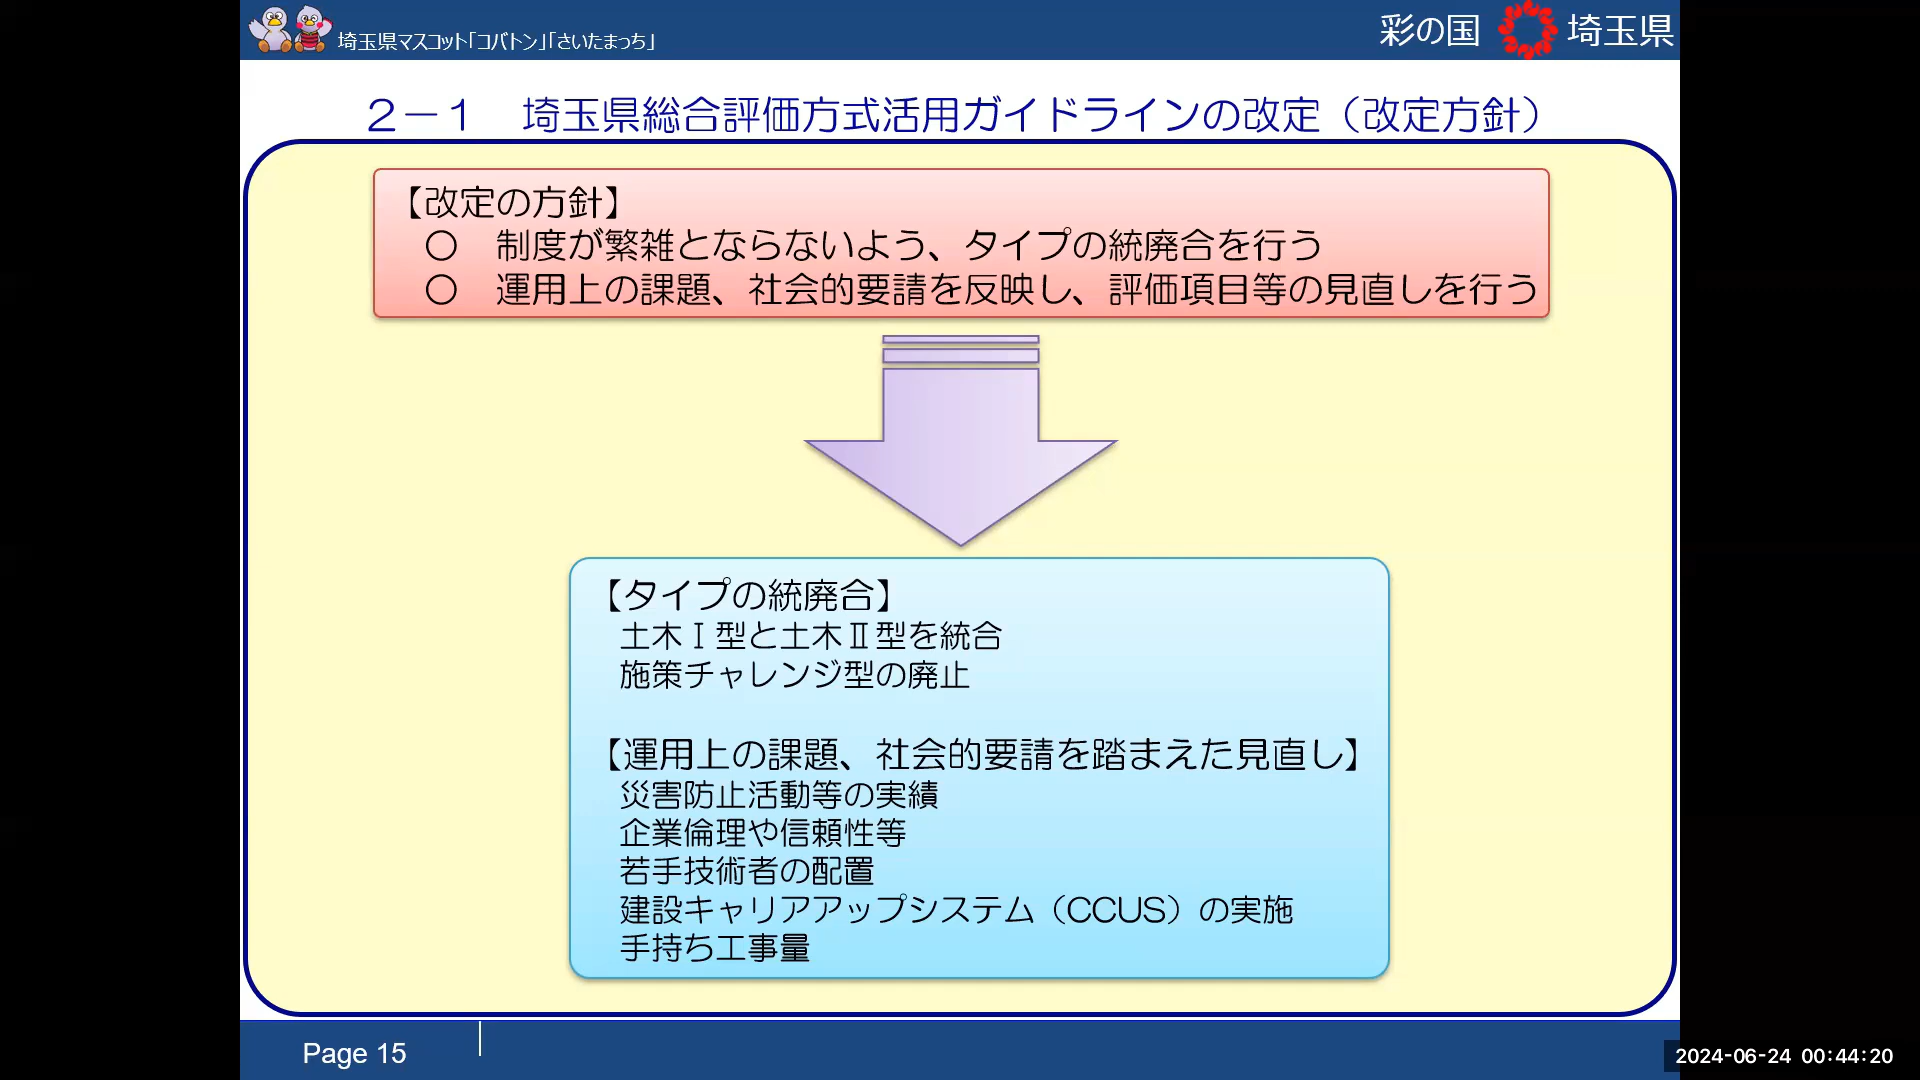 埼玉県マスコット「コバトン」「さいたまっち」
彩の国 埼玉県
２－１　埼玉県総合評価方式活用ガイドラインの改定（改定方針）
【改定の方針】
○　制度が繁雑とならないよう、タイプの統廃合を行う
○　運用上の課題、社会的要請を反映し、評価項目等の見直しを行う
【タイプの統廃合】
土木Ⅰ型と土木Ⅱ型を統合
施策チャレンジ型の廃止
【運用上の課題、社会的要請を踏まえた見直し】
災害防止活動等の実績
企業倫理や信頼性等
若手技術者の配置
建設キャリアアップシステム（CCUS）の実施
手持ち工事量
Page 15
2024-06-24 00:44:20